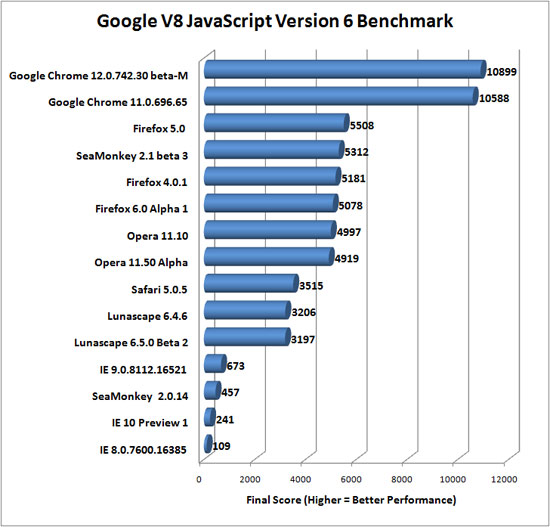 Google V8 JavaScript Version 6 Benchmark
Google Chrome 12.0.742.30 beta-M 10899
Google Chrome 11.0.696.65 10588
Firefox 5.0 5508
SeaMonkey 2.1 beta 3 5312
Firefox 4.0.1 5181
Firefox 6.0 Alpha 1 5078
Opera 11.10 4997
Opera 11.50 Alpha 4919
Safari 5.0.5 3515
Lunascape 6.4.6 3206
Lunascape 6.5.0 Beta 2 3197
IE 9.0.8112.16521 673
SeaMonkey 2.0.14 457
IE 10 Preview 1 241
IE 8.0.7600.16385 109
0 2000 4000 6000 8000 10000 12000
Final Score (Higher = Better Performance)